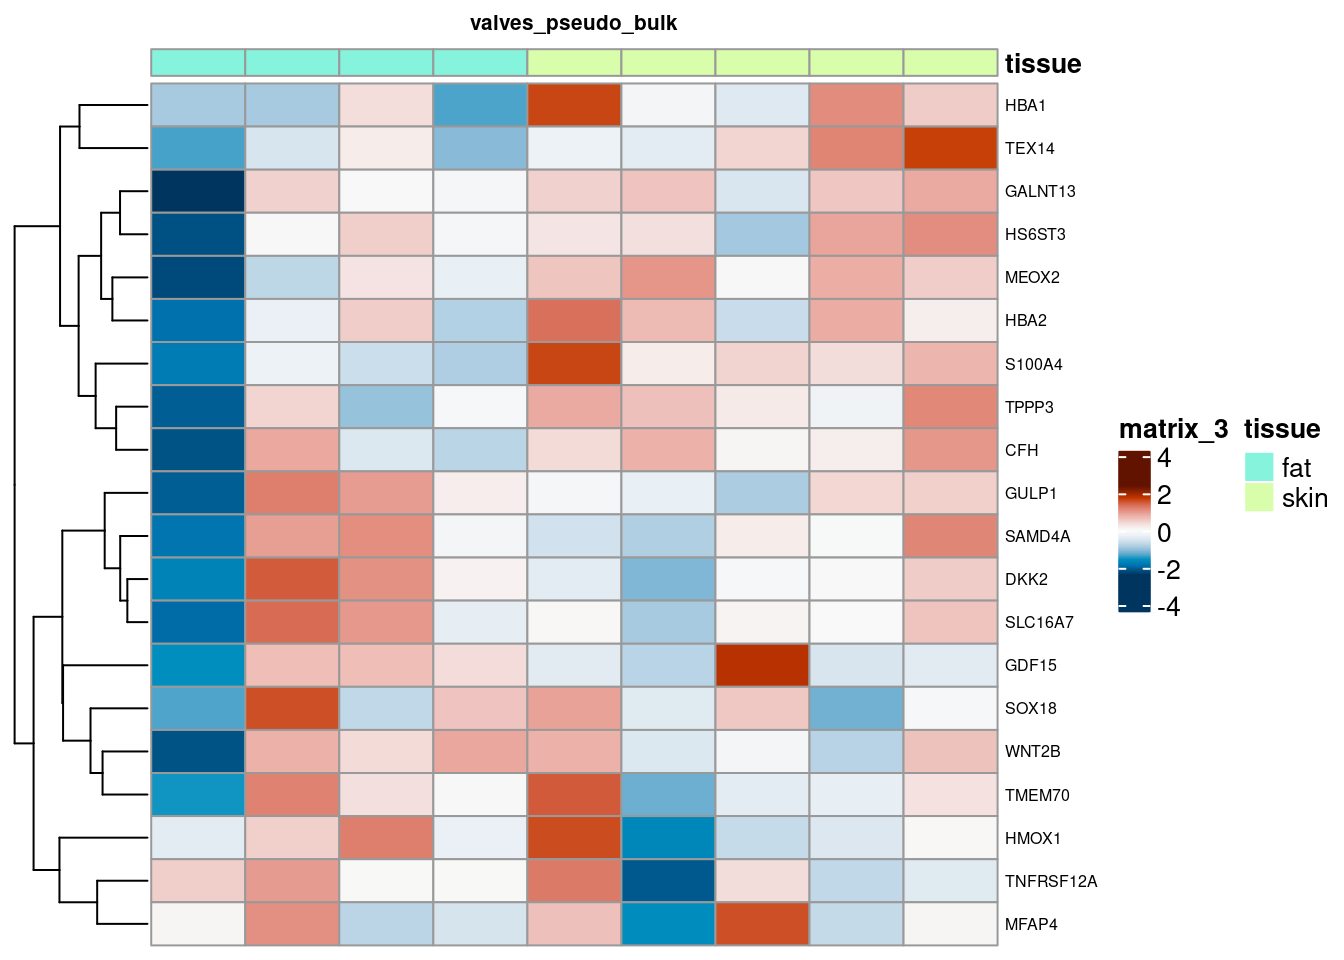 valves_pseudo_bulk
tissue
HBA1
TEX14
GALNT13
HS6ST3
MEOX2
HBA2
S100A4
TPPP3
CFH
GULP1
SAMD4A
DKK2
SLC16A7
GDF15
SOX18
WNT2B
TMEM70
HMOX1
TNFRSF12A
MFAP4
matrix_3
4
2
0
-2
-4
tissue
fat
skin